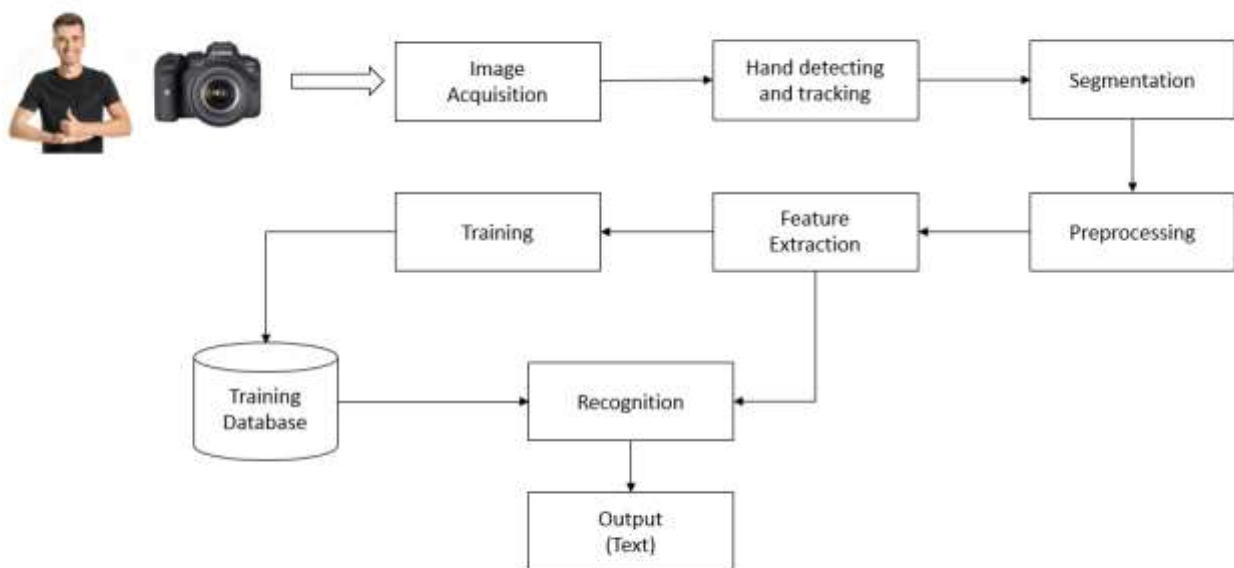 Image
Acquisition
Hand detecting
and tracking
Segmentation
Training
Feature
Extraction
Preprocessing
Training
Database
Recognition
Output
(Text)